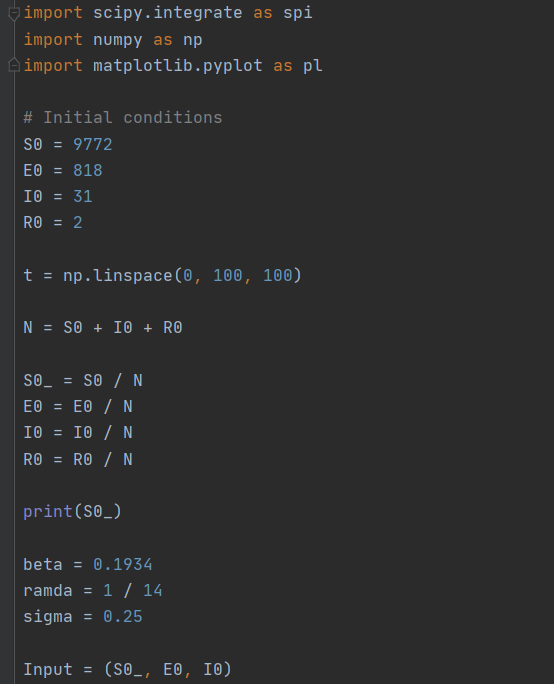 import scipy.integrate as spi
import numpy as np
import matplotlib.pyplot as pl
# Initial conditions
S0 = 9772
E0 = 818
I0 = 31
R0 = 2
t = np.linspace(0, 100, 100)
N = S0 + I0 + R0
S0_ = S0 / N
E0 = E0 / N
I0 = I0 / N
R0 = R0 / N
print(S0_)
beta = 0.1934
ramda = 1 / 14
sigma = 0.25
Input = (S0_, E0, I0)